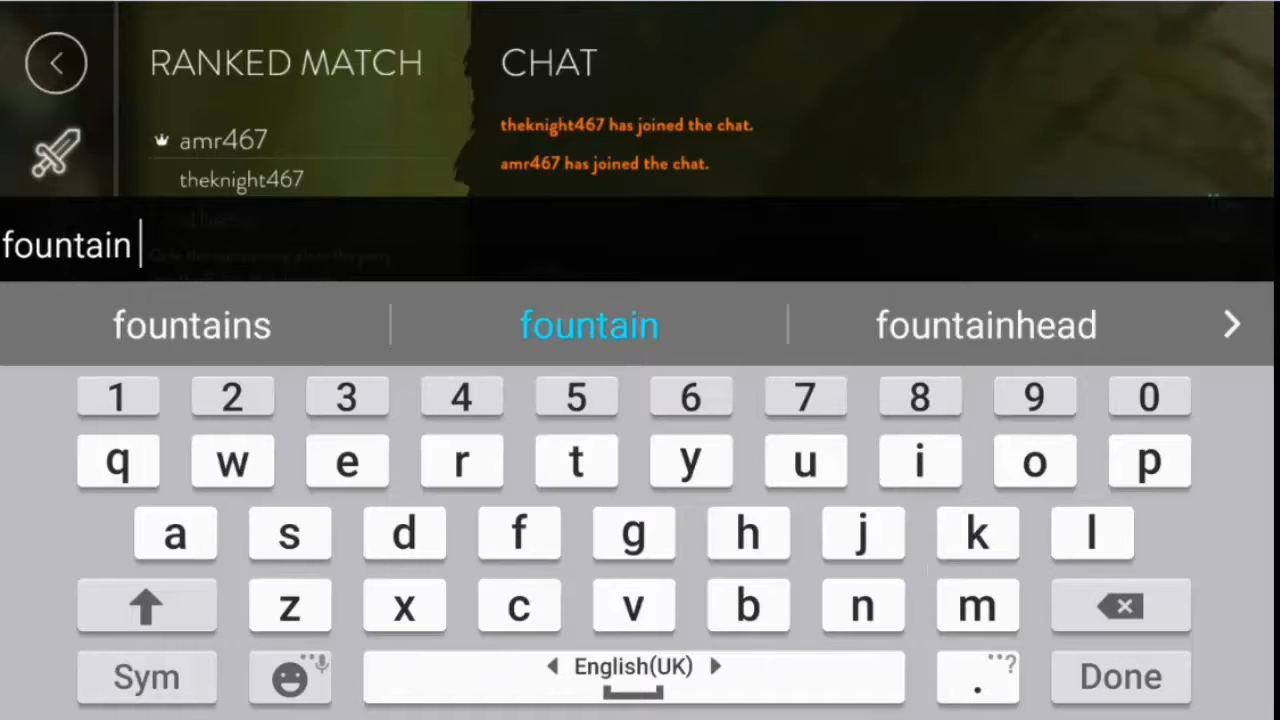 RANKED MATCH
CHAT
amr467
theknight467
theknight467 has joined the chat.
amr467 has joined the chat.
fountain
fountains fountain fountainhead
1 2 3 4 5 6 7 8 9 0
q w e r t y u i o p
a s d f g h j k l
z x c v b n m
Sym English(UK) . ...? Done